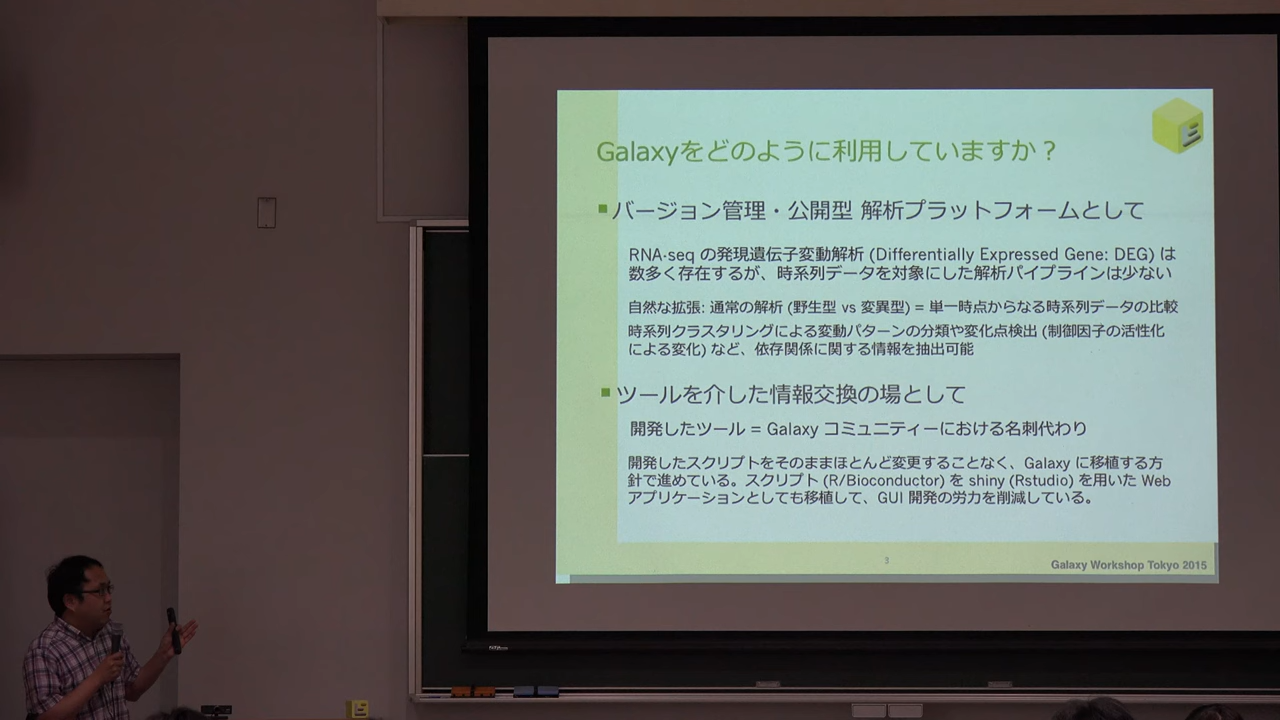 Galaxyをどのように利用していますか？
バージョン管理・公開型 解析プラットフォームとして
RNA-seq の発現遺伝子変動解析 (Differentially Expressed Gene: DEG) は
数多く存在するが、時系列データを対象にした解析パイプラインは少ない
自然な拡張: 通常の解析 (野生型 vs 変異型) = 単一時点からなる時系列データの比較
時系列クラスタリングによる変動パターンの分類や変化点検出 (制御因子の活性化
による変化) など、依存関係に関する情報を抽出可能
ツールを介した情報交換の場として
開発したツール = Galaxy コミュニティーにおける名刺代わり
開発したスクリプトをそのままほとんど変更することなく、Galaxy に移植する方
針で進めている。スクリプト (R/Bioconductor) を shiny (Rstudio) を用いた Web
アプリケーションとしても移植して、GUI 開発の労力を削減している。
3
Galaxy Workshop Tokyo 2015